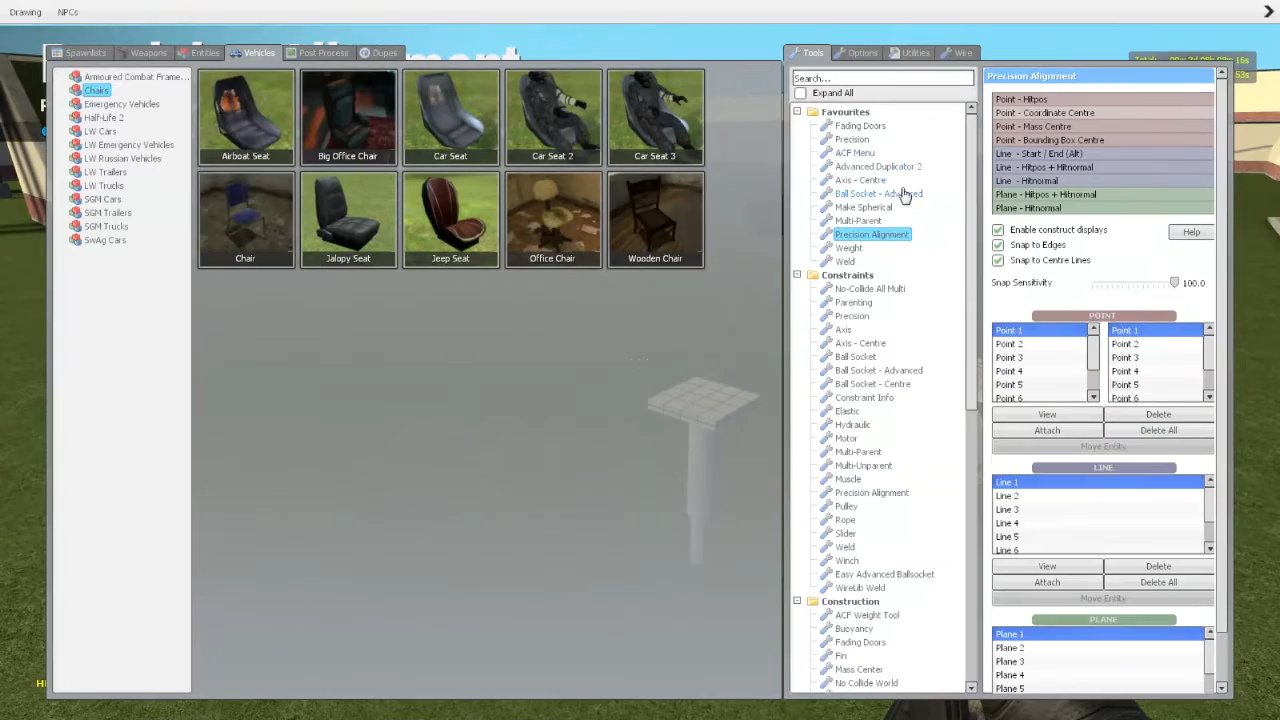 Drawing NPCs
Spawnlists Weapons Entities Vehicles Post Process Dupes
Armoured Combat Frame...
Chairs
Emergency Vehicles
Half-Life 2
LW Cars
LW Emergency Vehicles
LW Russian Vehicles
LW Trailers
LW Trucks
SGM Cars
SGM Trailers
SGM Trucks
SwAg Cars
Airboat Seat
Big Office Chair
Car Seat
Car Seat 2
Car Seat 3
Chair
Jalopy Seat
Jeep Seat
Office Chair
Wooden Chair
Tools Options Utilities Wire
Search...
Expand All
Favourites
Fading Doors
Precision
ACF Menu
Advanced Duplicator 2
Axis - Centre
Ball Socket - Advanced
Make Spherical
Multi-Parent
Precision Alignment
Weight
Weld
Constraints
No-Collide All Multi
Parenting
Precision
Axis
Axis - Centre
Ball Socket
Ball Socket - Advanced
Ball Socket - Centre
Constraint Info
Elastic
Hydraulic
Motor
Multi-Parent
Multi-Unparent
Muscle
Precision Alignment
Pulley
Rope
Slider
Weld
Winch
Easy Advanced Ballsocket
WireLib Weld
Construction
ACF Weight Tool
Buoyancy
Fading Doors
Fin
Mass Center
No Collide World
Precision Alignment
Point - Hitpos
Point - Coordinate Centre
Point - Mass Centre
Point - Bounding Box Centre
Line - Start / End (Alt)
Line - Hitpos + Hitnormal
Line - Hitnormal
Plane - Hitpos + Hitnormal
Plane - Hitnormal
Enable construct displays
Help
Snap to Edges
Snap to Centre Lines
Snap Sensitivity 100.0
POINT
Point 1 Point 1
Point 2 Point 2
Point 3 Point 3
Point 4 Point 4
Point 5 Point 5
Point 6 Point 6
View Delete
Attach Delete All
Move Entity
LINE
Line 1
Line 2
Line 3
Line 4
Line 5
Line 6
View Delete
Attach Delete All
Move Entity
PLANE
Plane 1
Plane 2
Plane 3
Plane 4
Plane 5